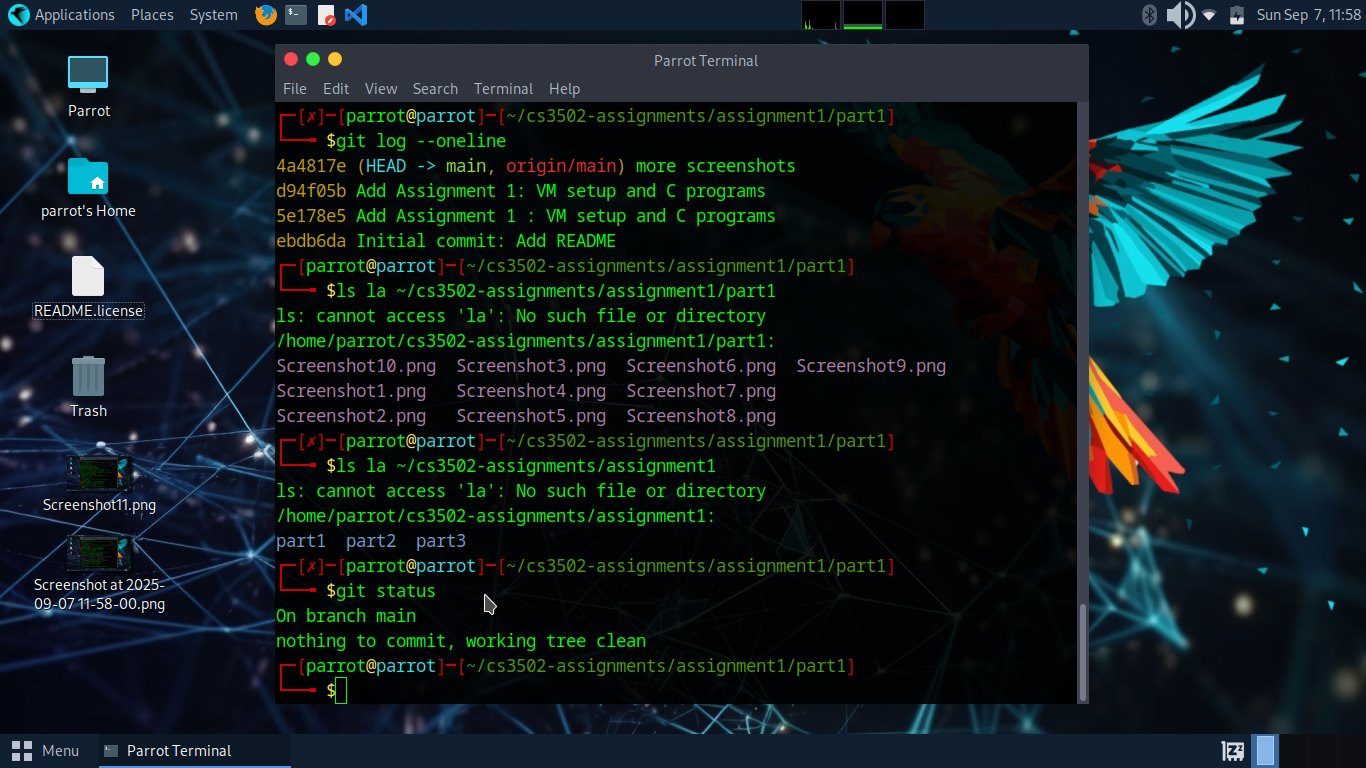 Applications Places System Sun Sep 7, 11:58
Parrot
parrot's Home
README.license
Trash
Screenshot11.png
Screenshot at 2025-
09-07 11-58-00.png
Parrot Terminal
File Edit View Search Terminal Help
┌─[✗]─[parrot@parrot]─[~/cs3502-assignments/assignment1/part1]
└──╼ $git log --oneline
4a4817e (HEAD -> main, origin/main) more screenshots
d94f05b Add Assignment 1: VM setup and C programs
5e178e5 Add Assignment 1 : VM setup and C programs
ebdb6da Initial commit: Add README
┌─[parrot@parrot]─[~/cs3502-assignments/assignment1/part1]
└──╼ $ls la ~/cs3502-assignments/assignment1/part1
ls: cannot access 'la': No such file or directory
/home/parrot/cs3502-assignments/assignment1/part1:
Screenshot10.png Screenshot3.png Screenshot6.png Screenshot9.png
Screenshot1.png Screenshot4.png Screenshot7.png
Screenshot2.png Screenshot5.png Screenshot8.png
┌─[✗]─[parrot@parrot]─[~/cs3502-assignments/assignment1/part1]
└──╼ $ls la ~/cs3502-assignments/assignment1
ls: cannot access 'la': No such file or directory
/home/parrot/cs3502-assignments/assignment1:
part1 part2 part3
┌─[✗]─[parrot@parrot]─[~/cs3502-assignments/assignment1/part1]
└──╼ $git status
On branch main
nothing to commit, working tree clean
┌─[parrot@parrot]─[~/cs3502-assignments/assignment1/part1]
└──╼ $
Menu Parrot Terminal